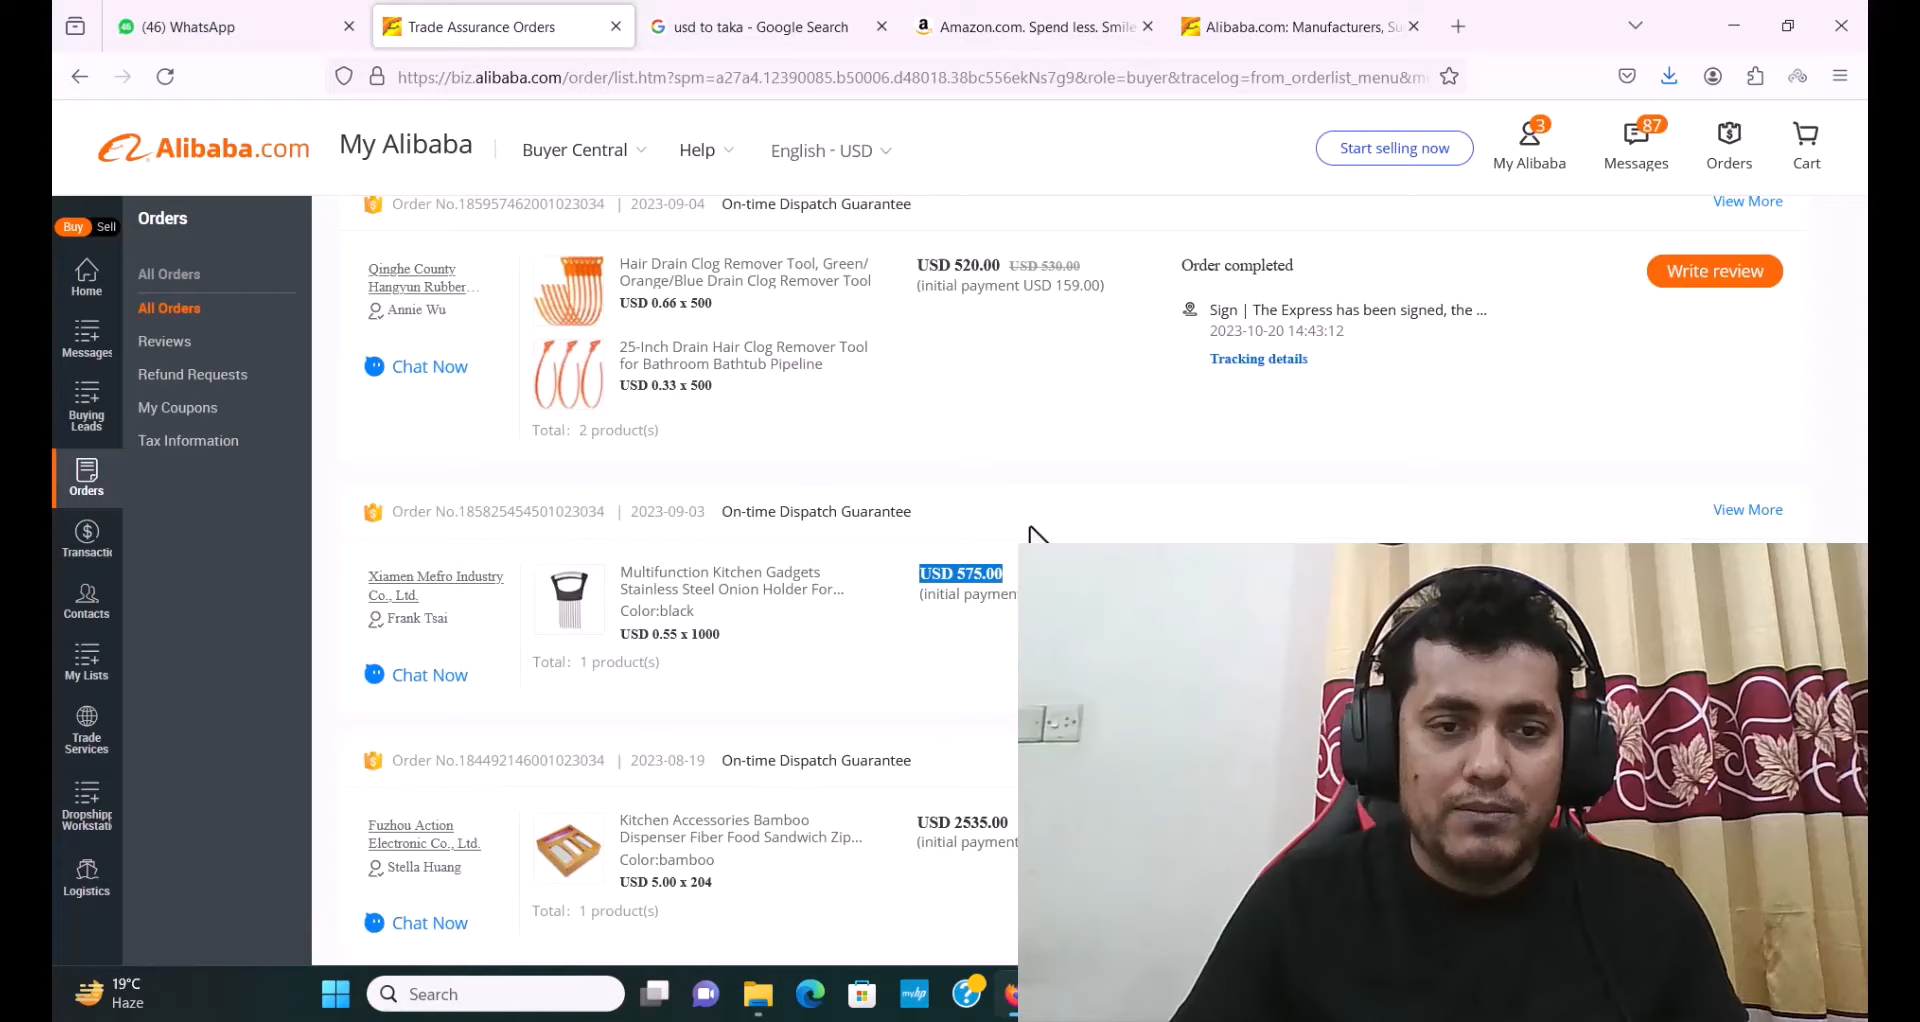 (46) WhatsApp
Trade Assurance Orders
usd to taka - Google Search
Amazon.com. Spend less. Smile
Alibaba.com: Manufacturers, Su
https://biz.alibaba.com/order/list.htm?spm=a27a4.12390085.b50006.d48018.38bc556ekNs7g9&role=buyer&tracelog=from_orderlist_menu&m
Alibaba.com
My Alibaba
Buyer Central
Help
English - USD
Start selling now
3
My Alibaba
87
Messages
Orders
Cart
Buy Sell
Home
Messages
Buying
Leads
Orders
Transactic
Contacts
My Lists
Trade
Services
Dropshipp
Workstati
Logistics
Orders
All Orders
All Orders
Reviews
Refund Requests
My Coupons
Tax Information
Order No.185957462001023034 | 2023-09-04 On-time Dispatch Guarantee
View More
Qinghe County
Hangyun Rubber...
Annie Wu
Chat Now
Hair Drain Clog Remover Tool, Green/
Orange/Blue Drain Clog Remover Tool
USD 0.66 x 500
25-Inch Drain Hair Clog Remover Tool
for Bathroom Bathtub Pipeline
USD 0.33 x 500
Total: 2 product(s)
USD 520.00 USD 530.00
(initial payment USD 159.00)
Order completed
Sign | The Express has been signed, the ...
2023-10-20 14:43:12
Tracking details
Write review
Order No.185825454501023034 | 2023-09-03 On-time Dispatch Guarantee
View More
Xiamen Mefro Industry
Co., Ltd.
Frank Tsai
Chat Now
Multifunction Kitchen Gadgets
Stainless Steel Onion Holder For...
Color:black
USD 0.55 x 1000
Total: 1 product(s)
USD 575.00
(initial paymen
Order No.184492146001023034 | 2023-08-19 On-time Dispatch Guarantee
Fuzhou Action
Electronic Co., Ltd.
Stella Huang
Chat Now
Kitchen Accessories Bamboo
Dispenser Fiber Food Sandwich Zip...
Color:bamboo
USD 5.00 x 204
Total: 1 product(s)
USD 2535.00
(initial payment
19°C
Haze
Search
myhp